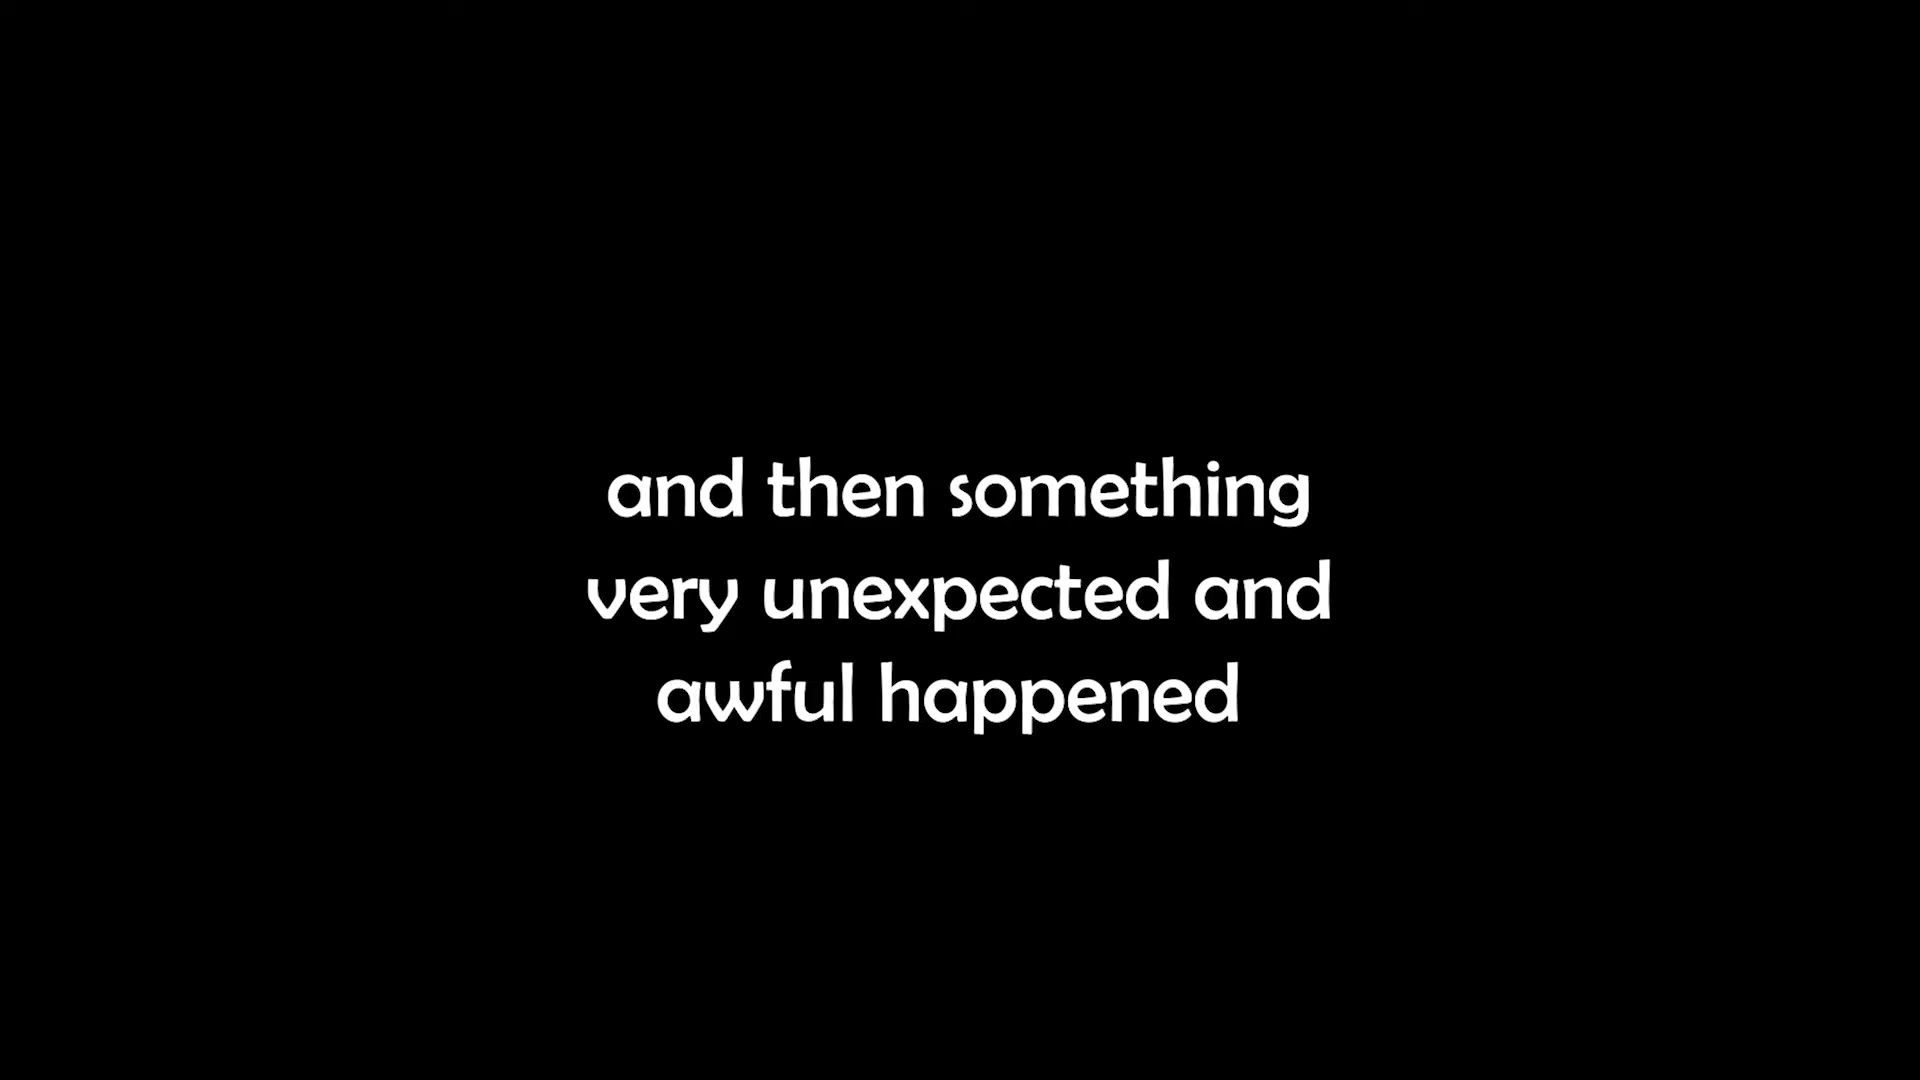 and then something
very unexpected and
awful happened